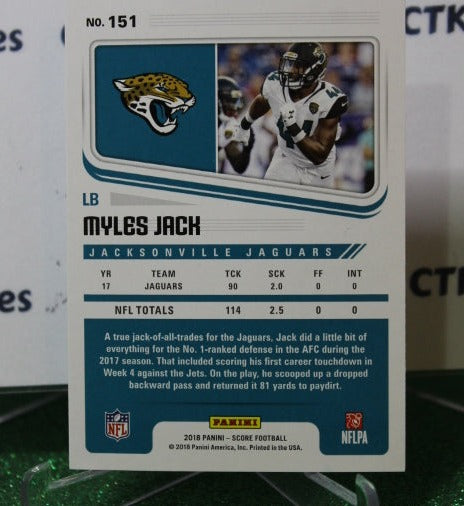 NO. 151
xies
CTK
44
LB
MYLES JACK
JACKSONVILLE JAGUARS
YR TEAM TCK SCK FF INT
17 JAGUARS 90 2.0 0 0
NFL TOTALS 114 2.5 0 0
A true jack-of-all-trades for the Jaguars, Jack did a little bit of
everything for the No. 1-ranked defense in the AFC during the
2017 season. That included scoring his first career touchdown in
Week 4 against the Jets. On the play, he scooped up a dropped
backward pass and returned it 81 yards to paydirt.
es
CTK
NFL
PANINI
NFLPA
2018 PANINI – SCORE FOOTBALL
© 2018 Panini America, Inc. Printed in the USA.